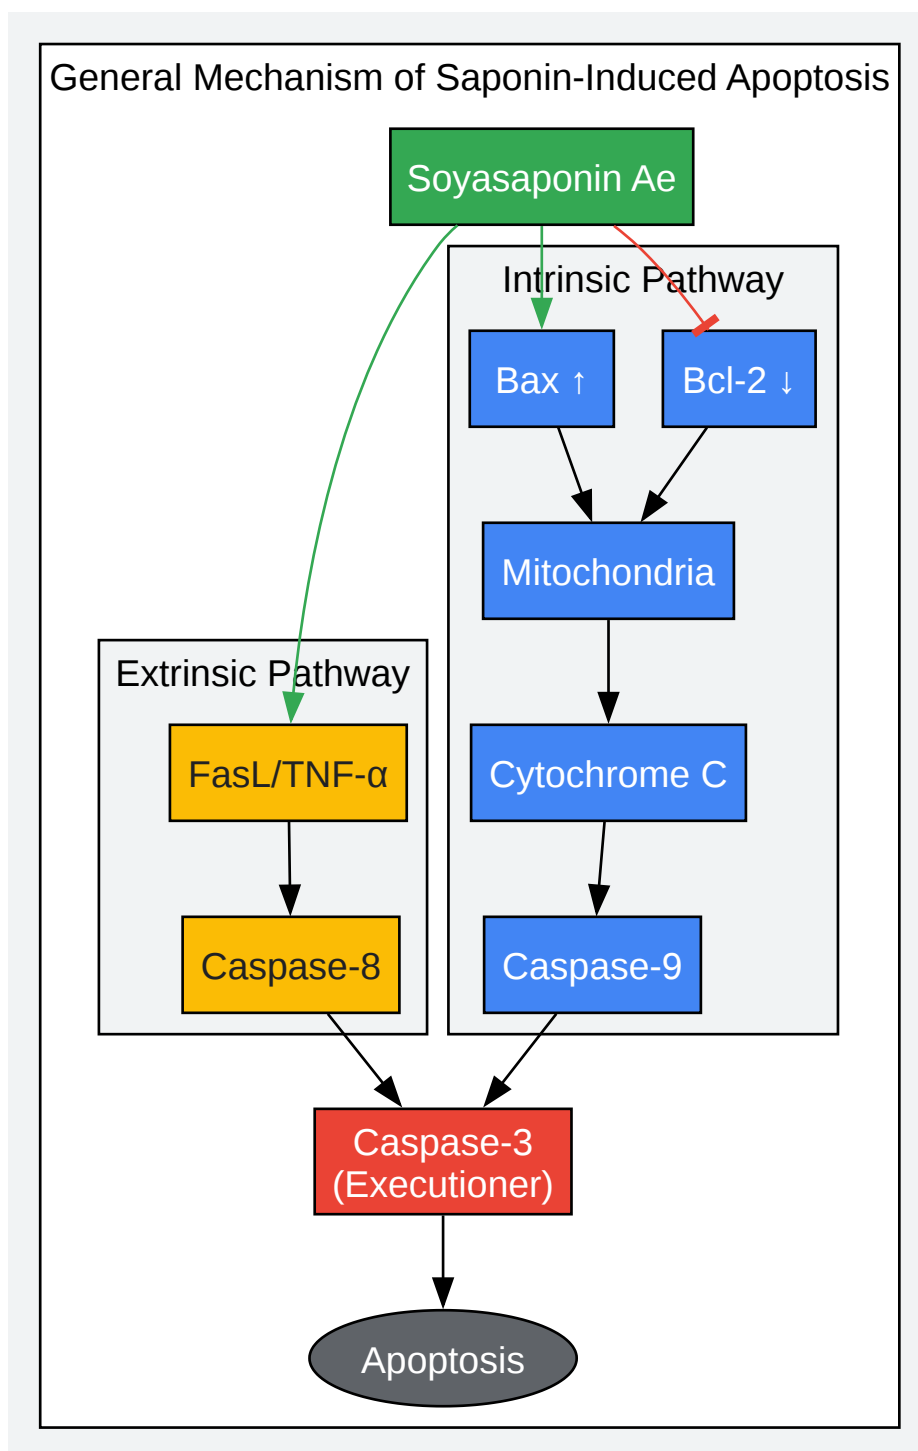 General Mechanism of Saponin-Induced Apoptosis
Soyasaponin Ae
Intrinsic Pathway
Bax ↑
Bcl-2 ↓
Mitochondria
Extrinsic Pathway
FasL/TNF-α
Cytochrome C
Caspase-8
Caspase-9
Caspase-3
(Executioner)
Apoptosis